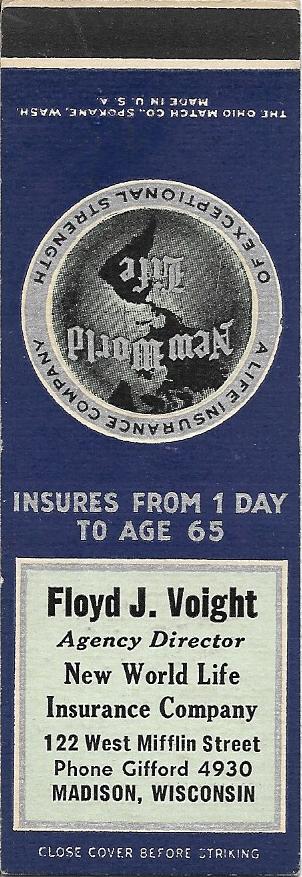 THE OHIO MATCH CO., SPOKANE, WASH.
MADE IN U. S. A.
A LIFE INSURANCE COMPANY
OF EXCEPTIONAL STRENGTH
New World
Life
INSURES FROM 1 DAY
TO AGE 65
Floyd J. Voight
Agency Director
New World Life
Insurance Company
122 West Mifflin Street
Phone Gifford 4930
MADISON, WISCONSIN
CLOSE COVER BEFORE STRIKING